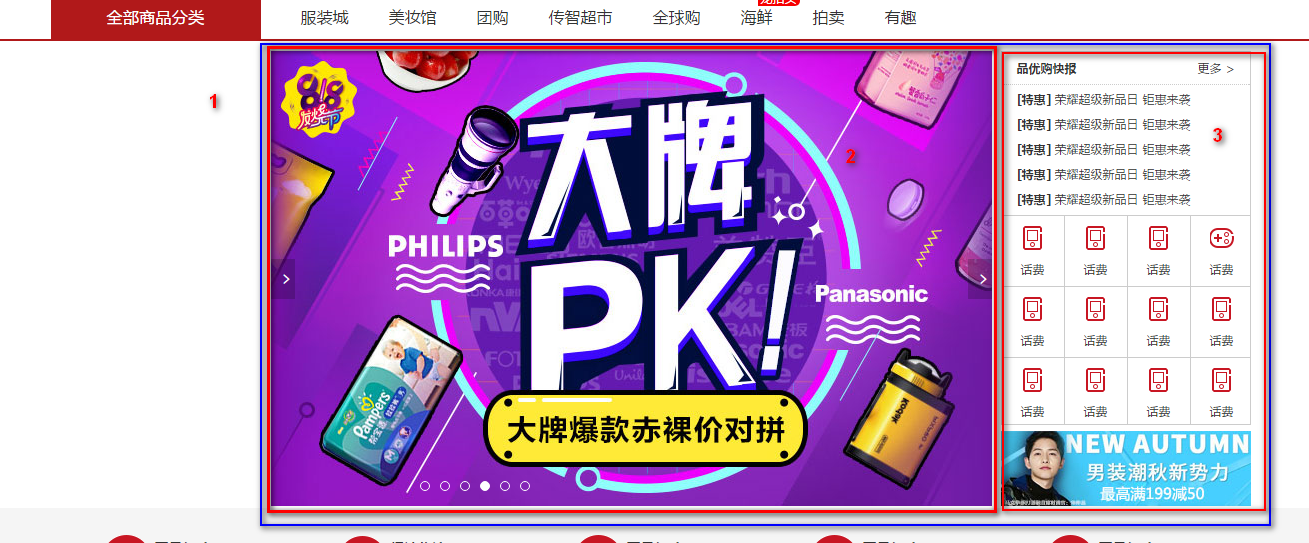 全部商品分类 服装城 美妆馆 团购 传智超市 全球购 海鲜 拍卖 有趣
1
2
3
大牌
PK!
PHILIPS
Panasonic
Pampers
帮宝适
Kodak
大牌爆款赤裸价对拼
品优购快报 更多 >
[特惠] 荣耀超级新品日 钜惠来袭
[特惠] 荣耀超级新品日 钜惠来袭
[特惠] 荣耀超级新品日 钜惠来袭
[特惠] 荣耀超级新品日 钜惠来袭
[特惠] 荣耀超级新品日 钜惠来袭
话费 话费 话费 话费
话费 话费 话费 话费
话费 话费 话费 话费
NEW AUTUMN
男装潮秋新势力
最高满199减50